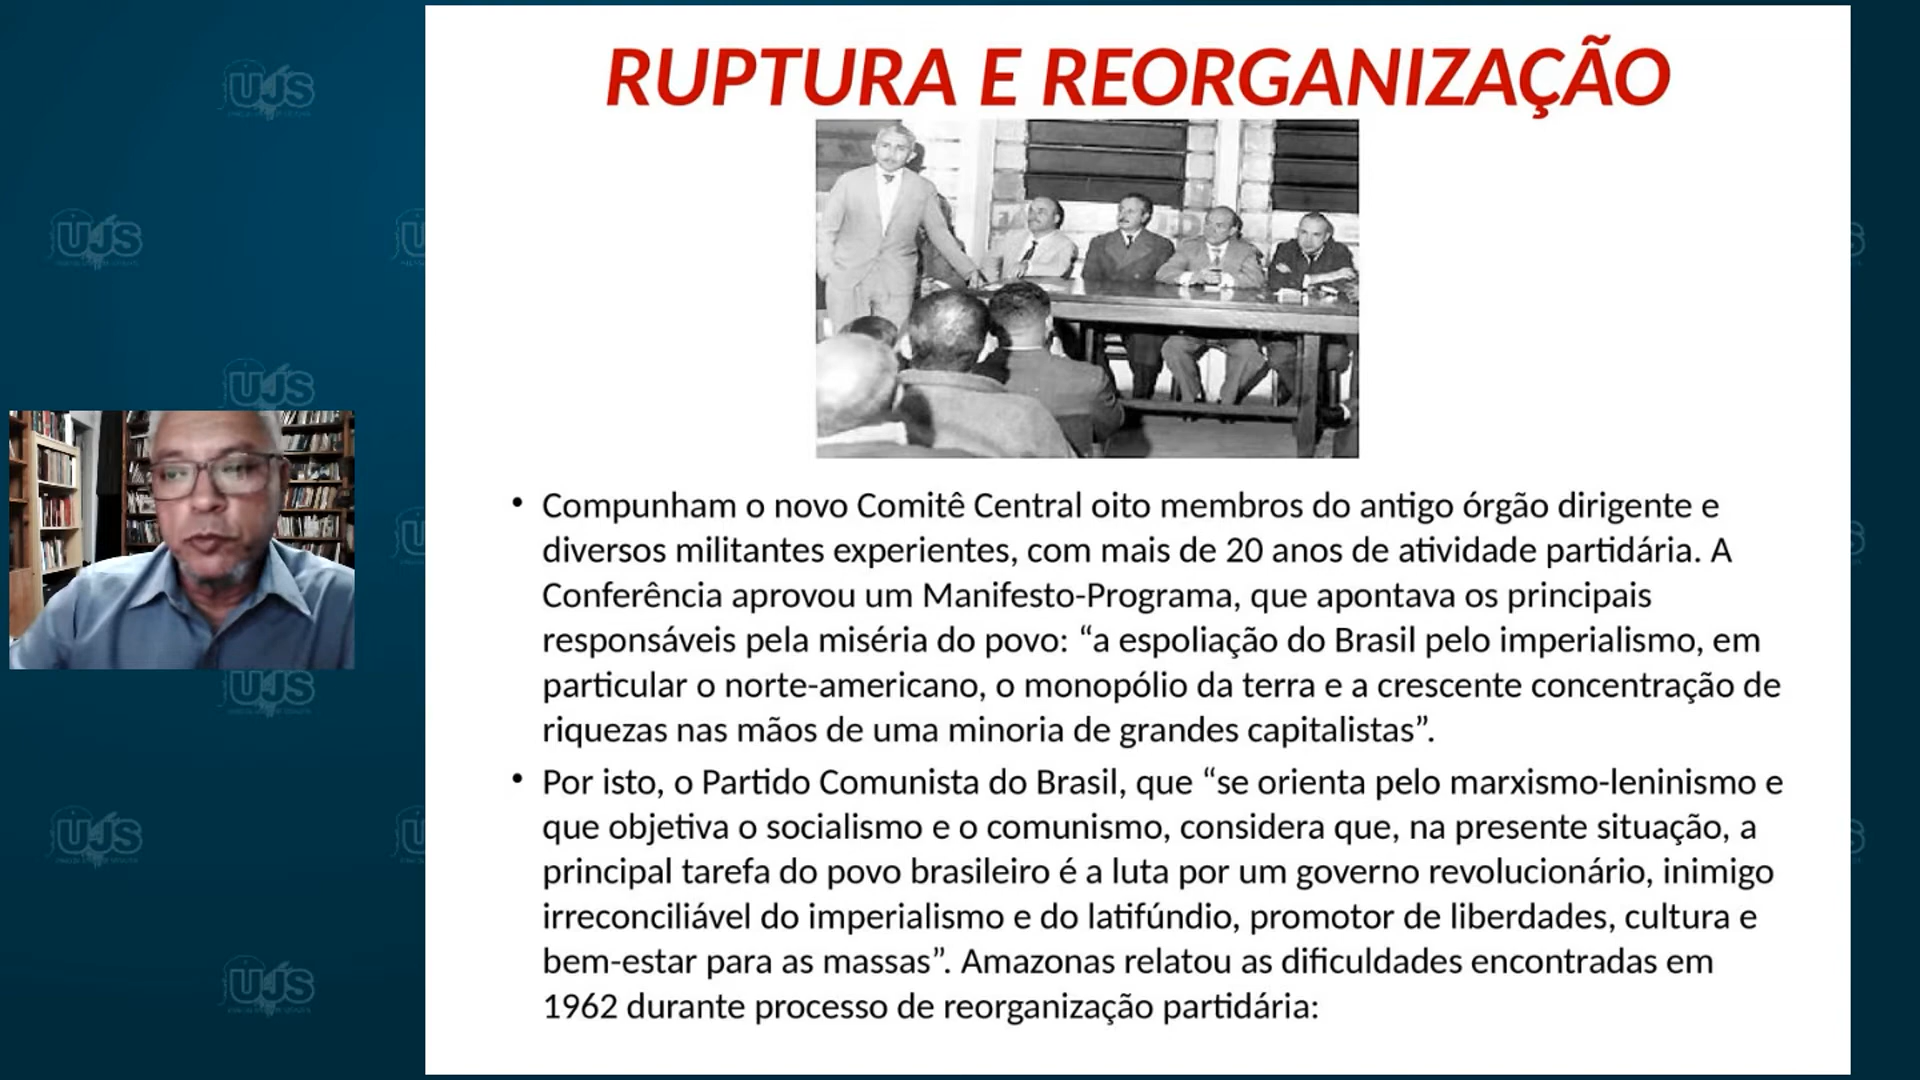 RUPTURA E REORGANIZAÇÃO
• Compunham o novo Comitê Central oito membros do antigo órgão dirigente e
diversos militantes experientes, com mais de 20 anos de atividade partidária. A
Conferência aprovou um Manifesto-Programa, que apontava os principais
responsáveis pela miséria do povo: “a espoliação do Brasil pelo imperialismo, em
particular o norte-americano, o monopólio da terra e a crescente concentração de
riquezas nas mãos de uma minoria de grandes capitalistas”.
• Por isto, o Partido Comunista do Brasil, que “se orienta pelo marxismo-leninismo e
que objetiva o socialismo e o comunismo, considera que, na presente situação, a
principal tarefa do povo brasileiro é a luta por um governo revolucionário, inimigo
irreconciliável do imperialismo e do latifúndio, promotor de liberdades, cultura e
bem-estar para as massas”. Amazonas relatou as dificuldades encontradas em
1962 durante processo de reorganização partidária:
UJS
UJS
UJS
UJS
UJS
UJS